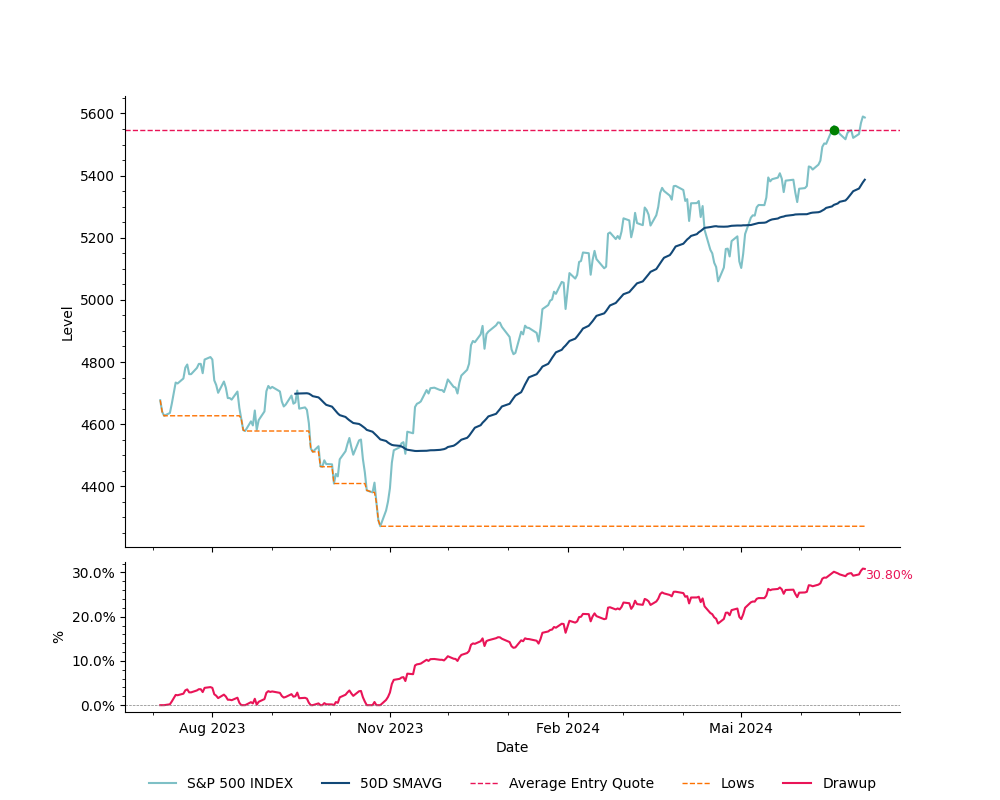 5600
5400
5200
5000
4800
4600
4400
Level
30.0%
20.0%
10.0%
0.0%
%
30.80%
Aug 2023
Nov 2023
Feb 2024
Mai 2024
Date
S&P 500 INDEX
50D SMAVG
Average Entry Quote
Lows
Drawup